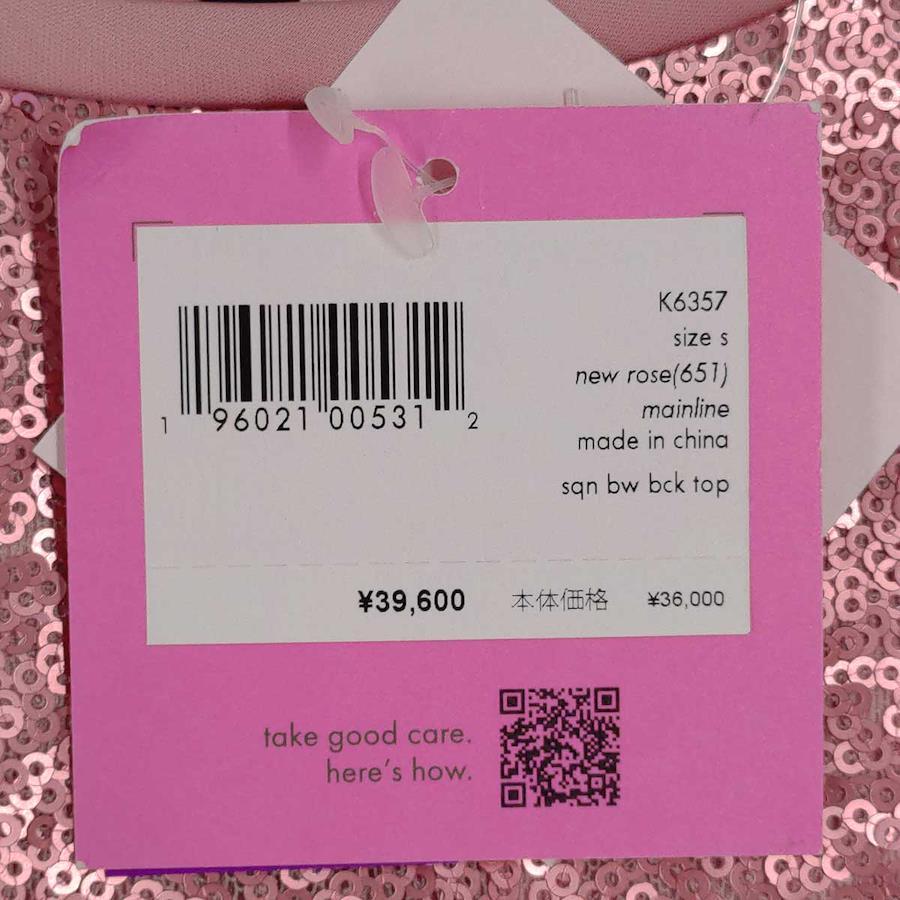 K6357
size s
new rose(651)
mainline
made in china
sqn bw bck top
1 96021 00531 2
¥39,600 本体価格 ¥36,000
take good care.
here's how.